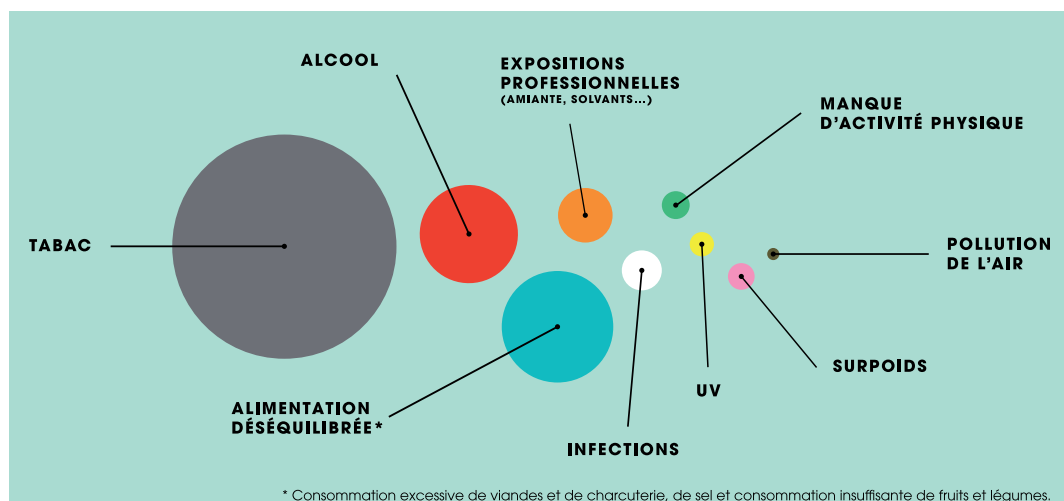 ALCOOL
EXPOSITIONS
PROFESSIONNELLES
(AMIANTE, SOLVANTS...)
MANQUE
D'ACTIVITÉ PHYSIQUE
TABAC
POLLUTION
DE L'AIR
SURPOIDS
UV
ALIMENTATION
DÉSÉQUILIBRÉE*
INFECTIONS
* Consommation excessive de viandes et de charcuterie, de sel et consommation insuffisante de fruits et légumes.